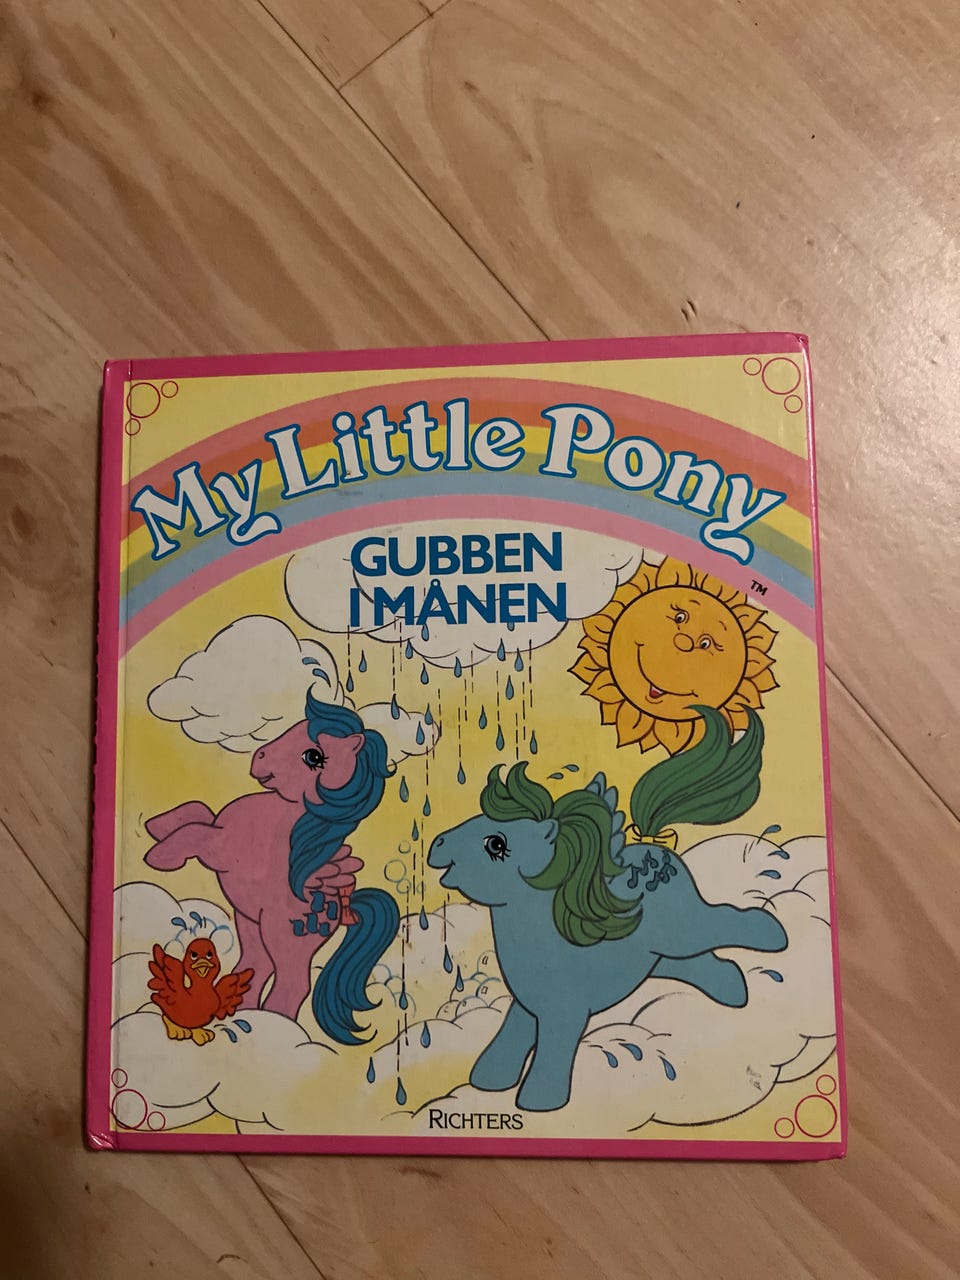 My Little Pony
TM
GUBBEN
I MÅNEN
RICHTERS